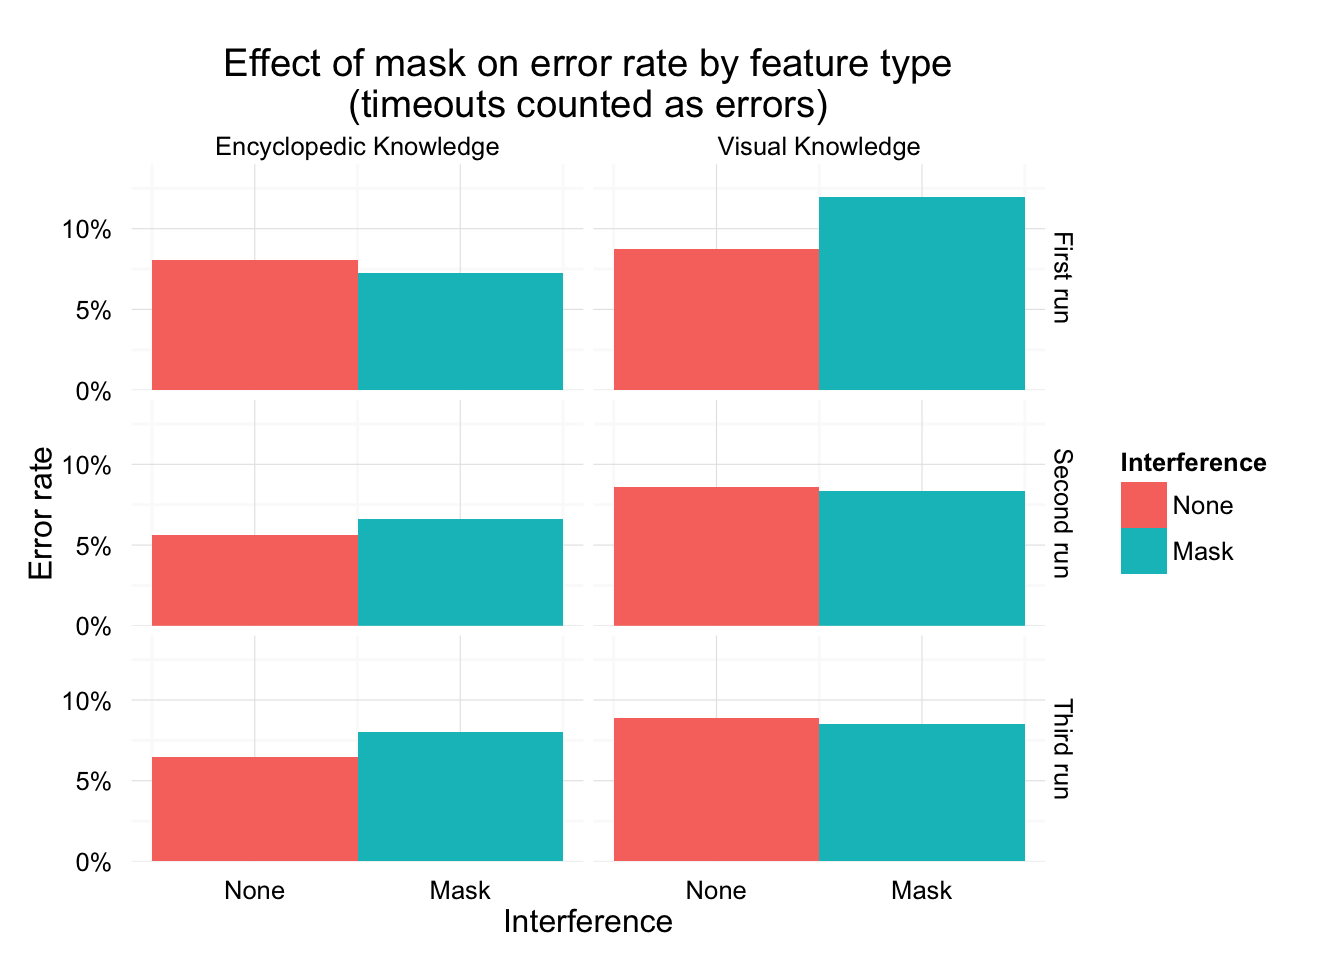 Effect of mask on error rate by feature type
(timeouts counted as errors)
Encyclopedic Knowledge
Visual Knowledge
10%
5%
0%
First run
10%
5%
0%
Second run
10%
5%
0%
Third run
Error rate
None
Mask
None
Mask
Interference
Interference
None
Mask